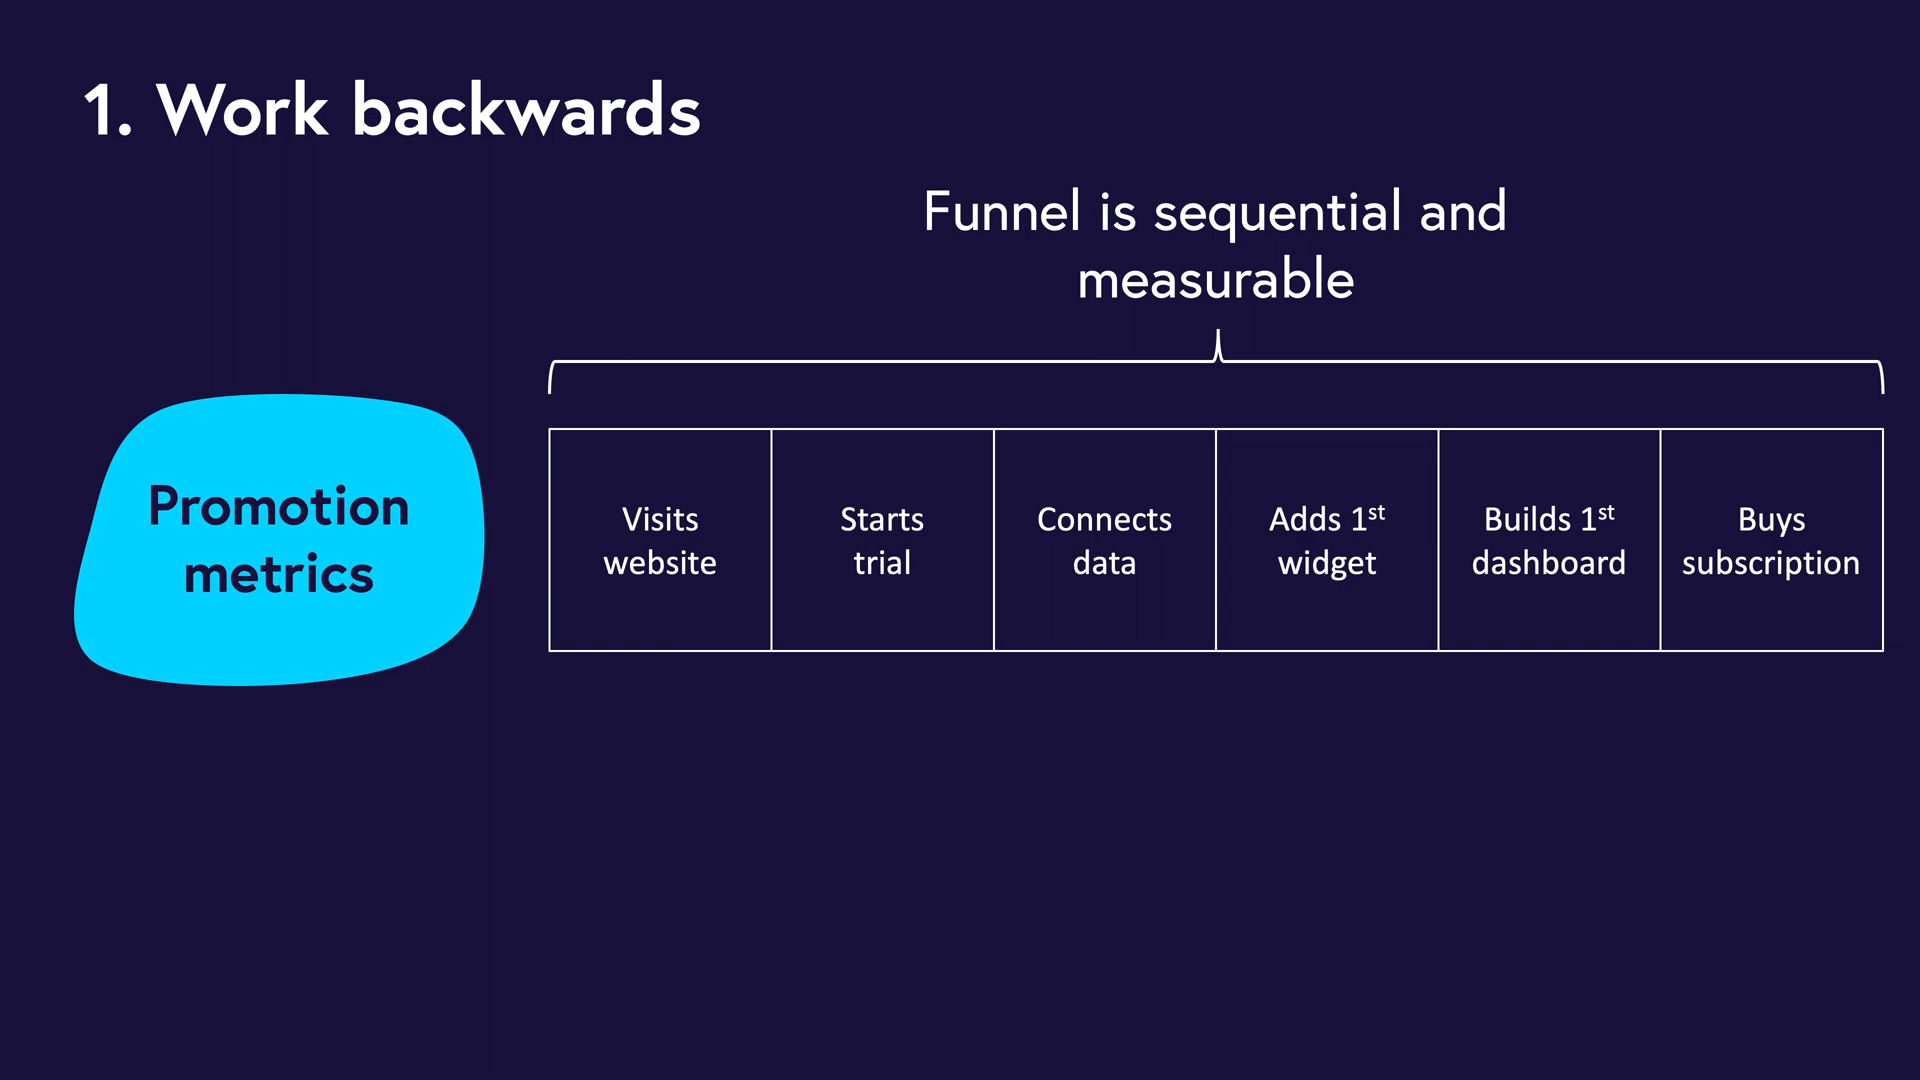 1. Work backwards
Funnel is sequential and
measurable
Promotion
metrics
Visits
website
Starts
trial
Connects
data
Adds 1st
widget
Builds 1st
dashboard
Buys
subscription